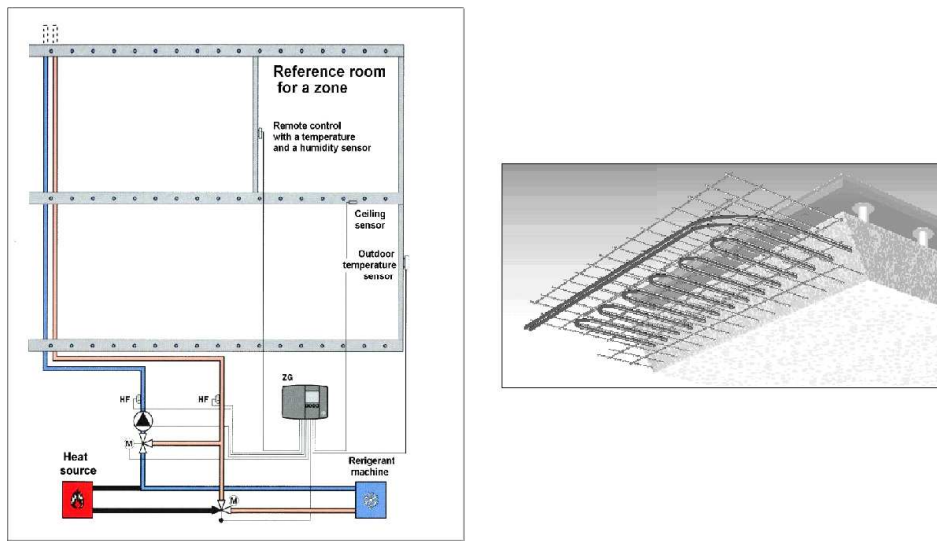 Reference room
for a zone
Remote control
with a temperature
and a humidity sensor
Ceiling
sensor
Outdoor
temperature
sensor
ZG
HF
HF
M
Heat
source
Rerigerant
machine
M